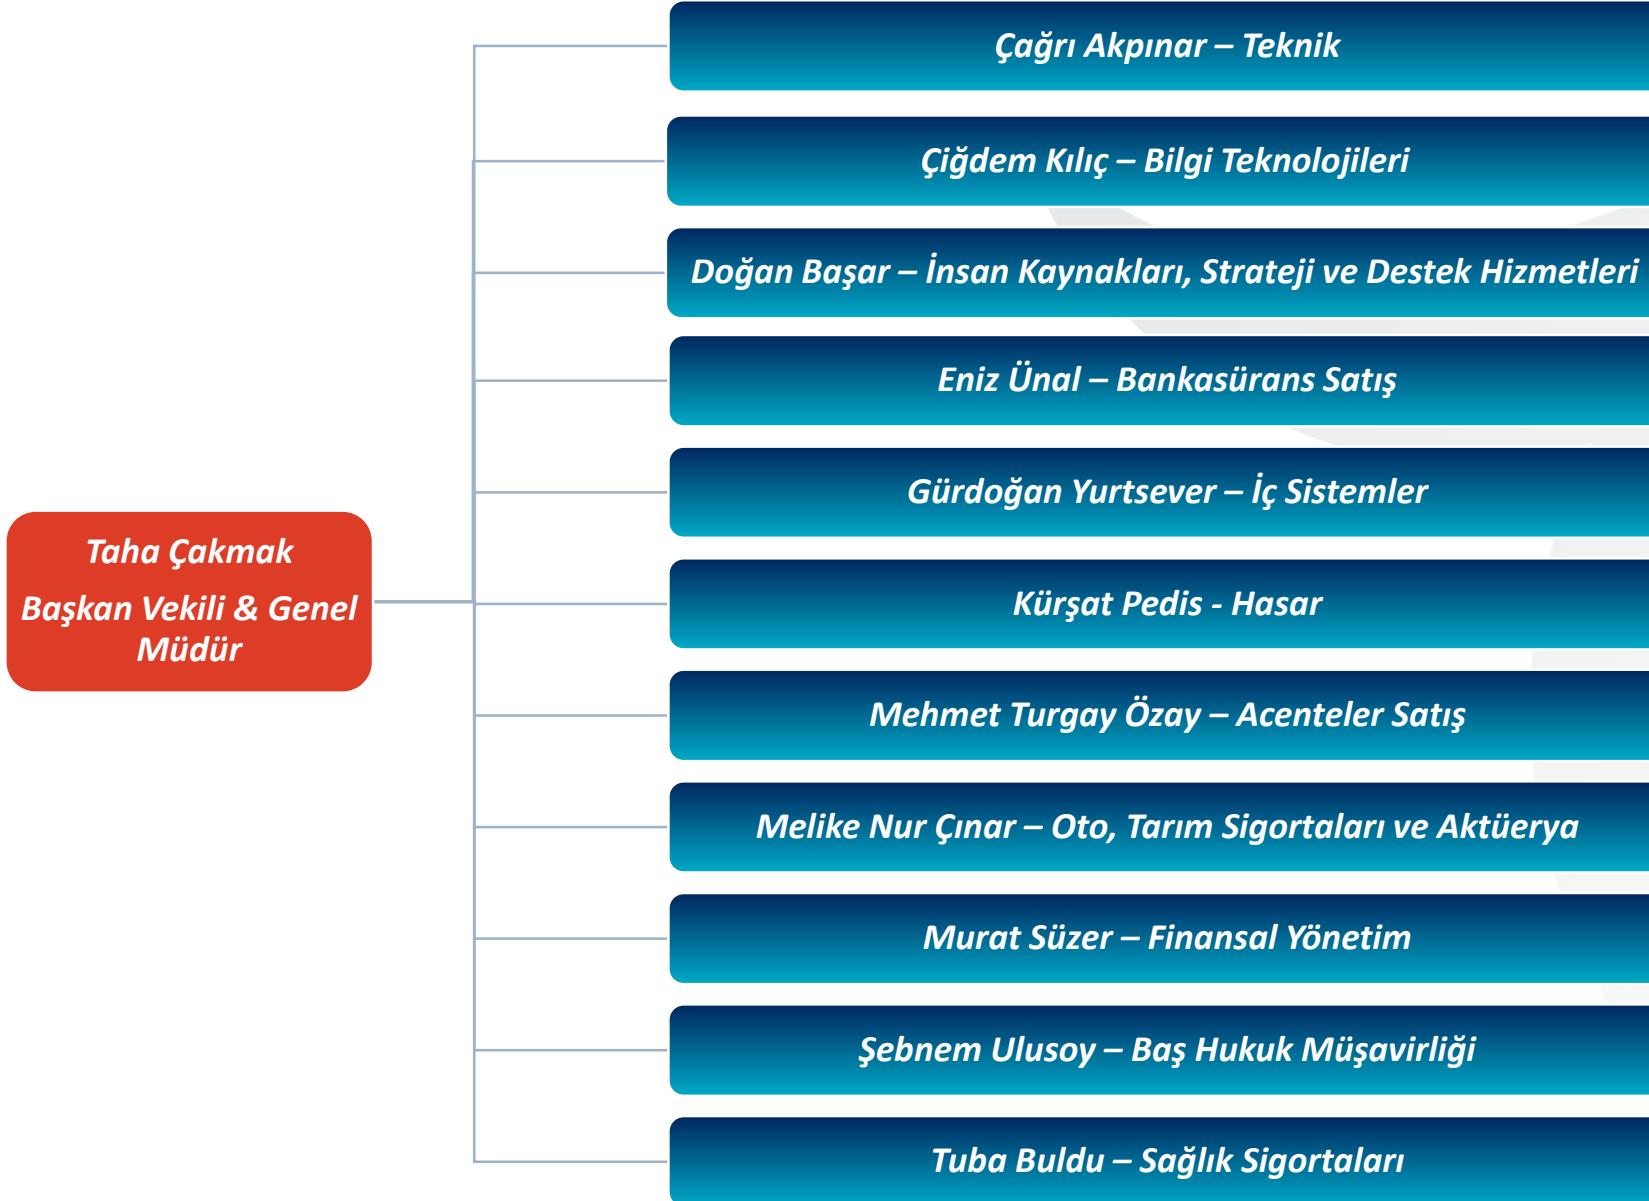 Çağrı Akpınar – Teknik
Çiğdem Kılıç – Bilgi Teknolojileri
Doğan Başar – İnsan Kaynakları, Strateji ve Destek Hizmetleri
Eniz Ünal – Bankasürans Satış
Gürdoğan Yurtsever – İç Sistemler
Taha Çakmak
Başkan Vekili & Genel
Müdür
Kürşat Pedis - Hasar
Mehmet Turgay Özay – Acenteler Satış
Melike Nur Çınar – Oto, Tarım Sigortaları ve Aktüerya
Murat Süzer – Finansal Yönetim
Şebnem Ulusoy – Baş Hukuk Müşavirliği
Tuba Buldu – Sağlık Sigortaları